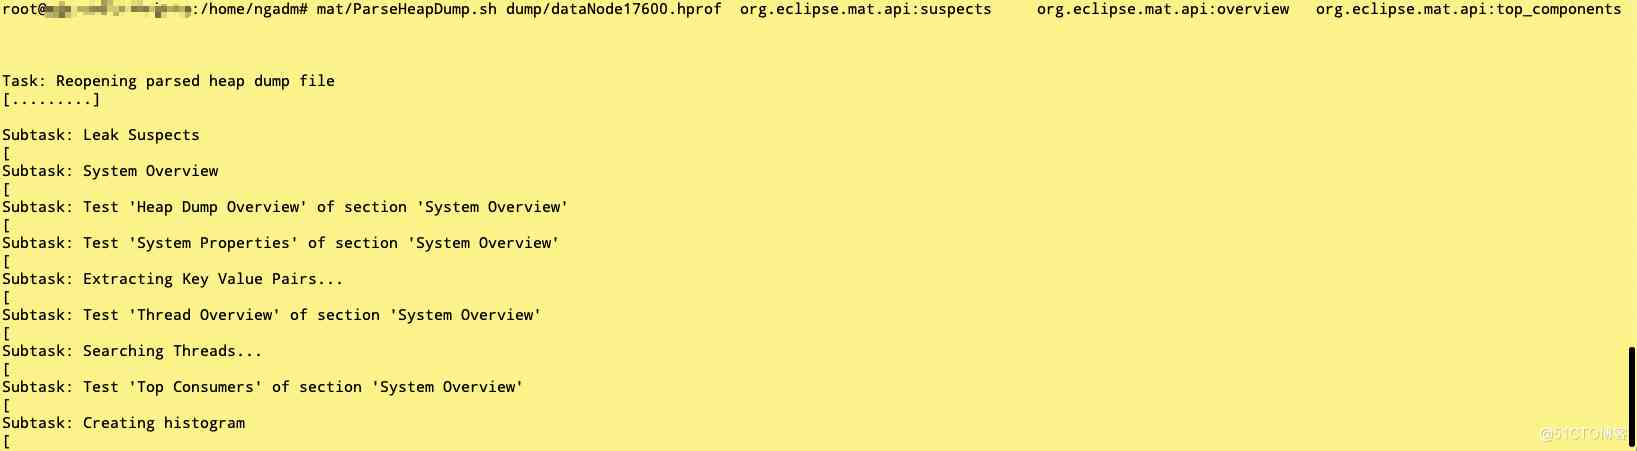 root@:/home/ngadm# mat/ParseHeapDump.sh dump/dataNode17600.hprof org.eclipse.mat.api:suspects org.eclipse.mat.api:overview org.eclipse.mat.api:top_components
Task: Reopening parsed heap dump file
[.........]
Subtask: Leak Suspects
[
Subtask: System Overview
[
Subtask: Test 'Heap Dump Overview' of section 'System Overview'
[
Subtask: Test 'System Properties' of section 'System Overview'
[
Subtask: Extracting Key Value Pairs...
[
Subtask: Test 'Thread Overview' of section 'System Overview'
[
Subtask: Searching Threads...
[
Subtask: Test 'Top Consumers' of section 'System Overview'
[
Subtask: Creating histogram
[
@51CTO博客